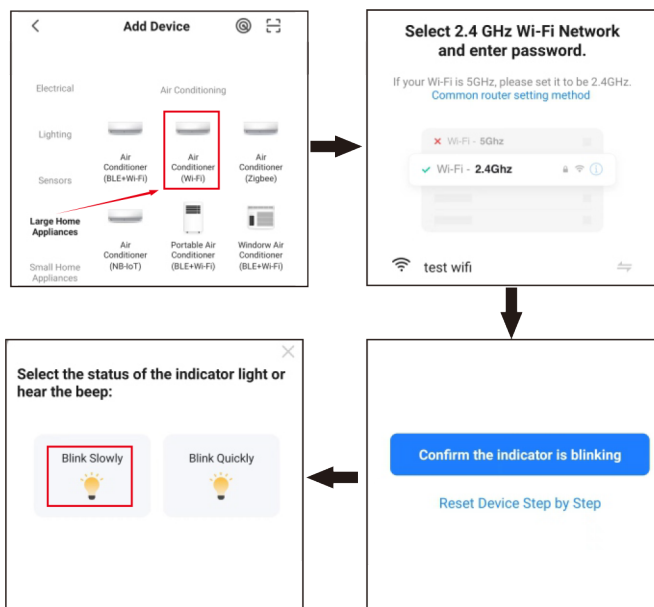 Add Device
Electrical
Lighting
Sensors
Large Home
Appliances
Small Home
Appliances
Air Conditioning
Air
Conditioner
(BLE+Wi-Fi)
Air
Conditioner
(Wi-Fi)
Air
Conditioner
(Zigbee)
Air
Conditioner
(NB-IoT)
Portable Air
Conditioner
(BLE+Wi-Fi)
Windorw Air
Conditioner
(BLE+Wi-Fi)
Select 2.4 GHz Wi-Fi Network
and enter password.
If your Wi-Fi is 5GHz, please set it to be 2.4GHz.
Common router setting method
Wi-Fi - 5Ghz
Wi-Fi - 2.4Ghz
test wifi
Confirm the indicator is blinking
Reset Device Step by Step
Select the status of the indicator light or
hear the beep:
Blink Slowly
Blink Quickly